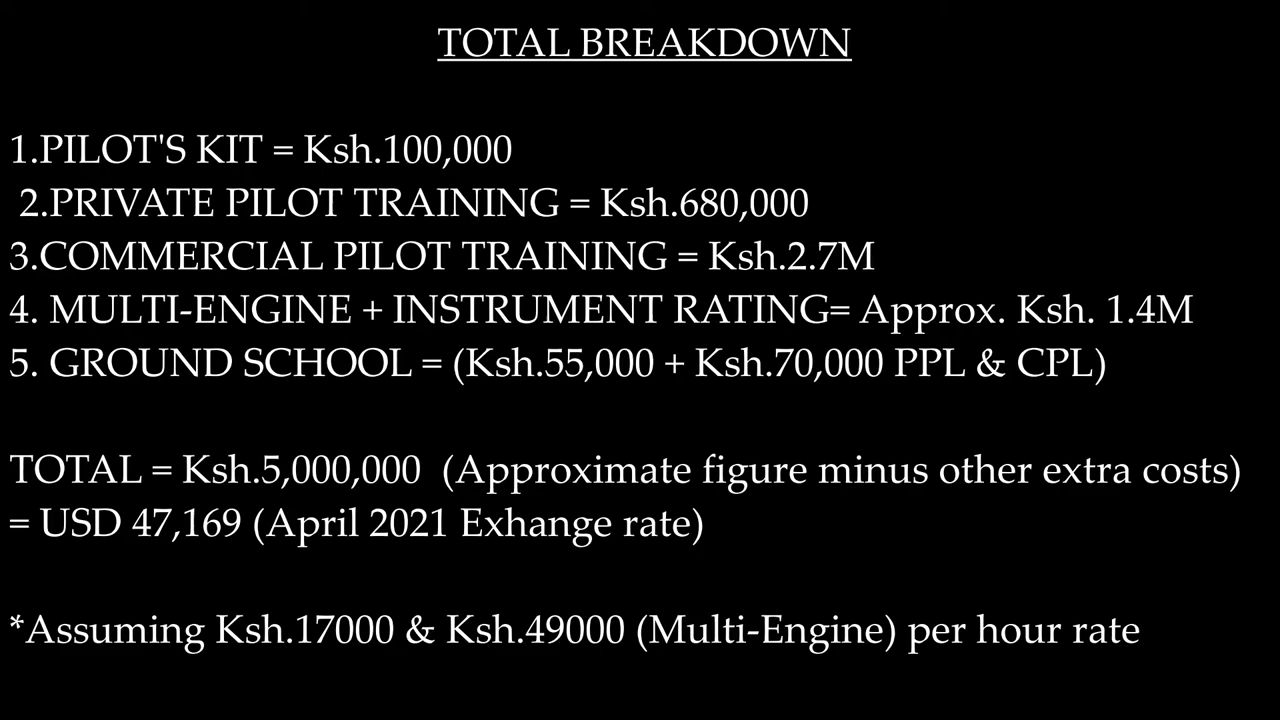 TOTAL BREAKDOWN
1.PILOT'S KIT = Ksh.100,000
2.PRIVATE PILOT TRAINING = Ksh.680,000
3.COMMERCIAL PILOT TRAINING = Ksh.2.7M
4. MULTI-ENGINE + INSTRUMENT RATING= Approx. Ksh. 1.4M
5. GROUND SCHOOL = (Ksh.55,000 + Ksh.70,000 PPL & CPL)
TOTAL = Ksh.5,000,000 (Approximate figure minus other extra costs)
= USD 47,169 (April 2021 Exhange rate)
*Assuming Ksh.17000 & Ksh.49000 (Multi-Engine) per hour rate